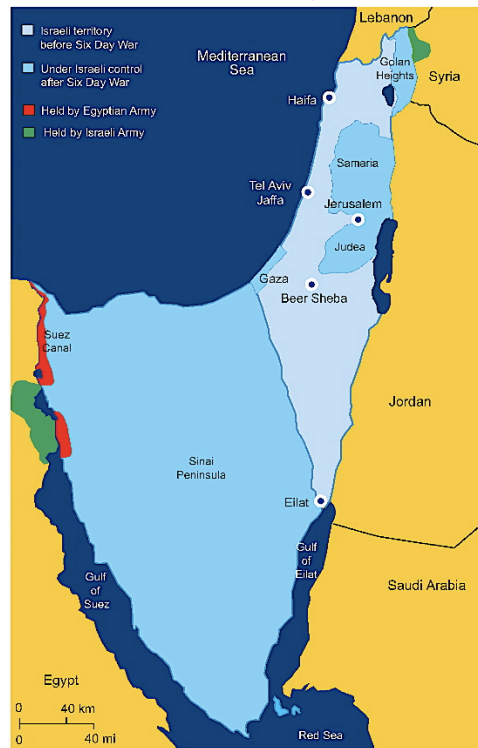 Israeli territory
before Six Day War
Under Israeli control
after Six Day War
Held by Egyptian Army
Held by Israeli Army
Mediterranean
Sea
Lebanon
Golan
Heights
Syria
Haifa
Samaria
Tel Aviv
Jaffa
Jerusalem
Judea
Gaza
Beer Sheba
Suez
Canal
Jordan
Sinai
Peninsula
Eilat
Gulf
of
Eilat
Gulf
of
Suez
Saudi Arabia
Egypt
0 40 km
0 40 mi
Red Sea